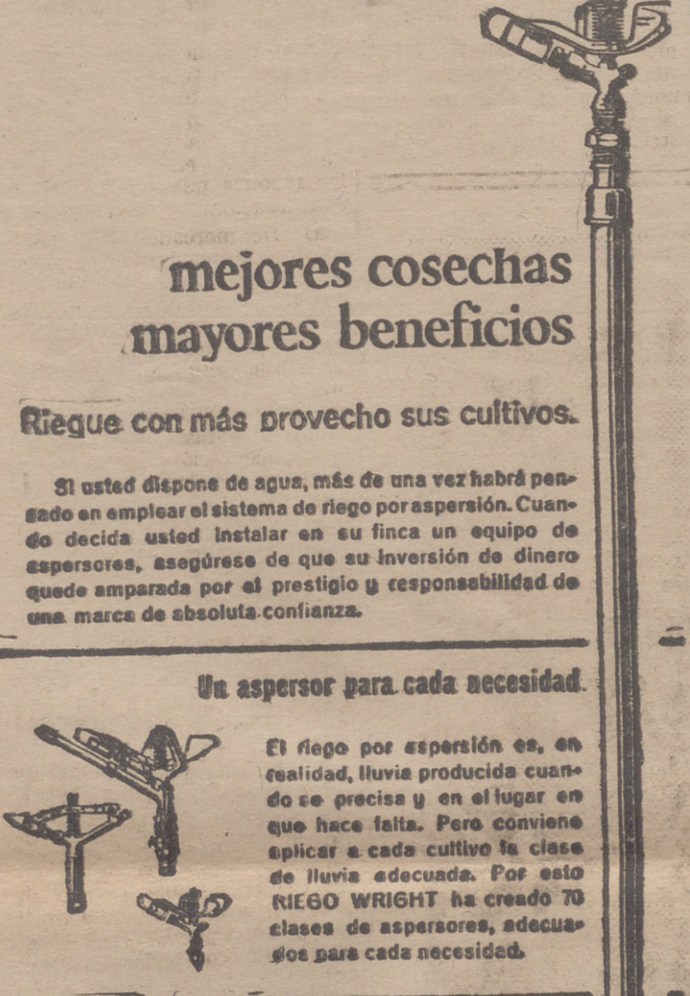 mejores cosechas
mayores beneficios
Riegue con más provecho sus cultivos.
Si usted dispone de agua, más de una vez habrá pen-
sado en emplear el sistema de riego por aspersión. Cuan-
do decida usted instalar en su finca un equipo de
aspersores, asegúrese de que su inversión de dinero
quede amparada por el prestigio y responsabilidad de
una marca de absoluta confianza.
Un aspersor para cada necesidad.
El riego por aspersión es, en
realidad, lluvia producida cuan-
do se precisa y en el lugar en
que hace falta. Pero conviene
aplicar a cada cultivo la clase
de lluvia adecuada. Por esto
RIEGO WRIGHT ha creado 70
clases de aspersores, adecua-
dos para cada necesidad.